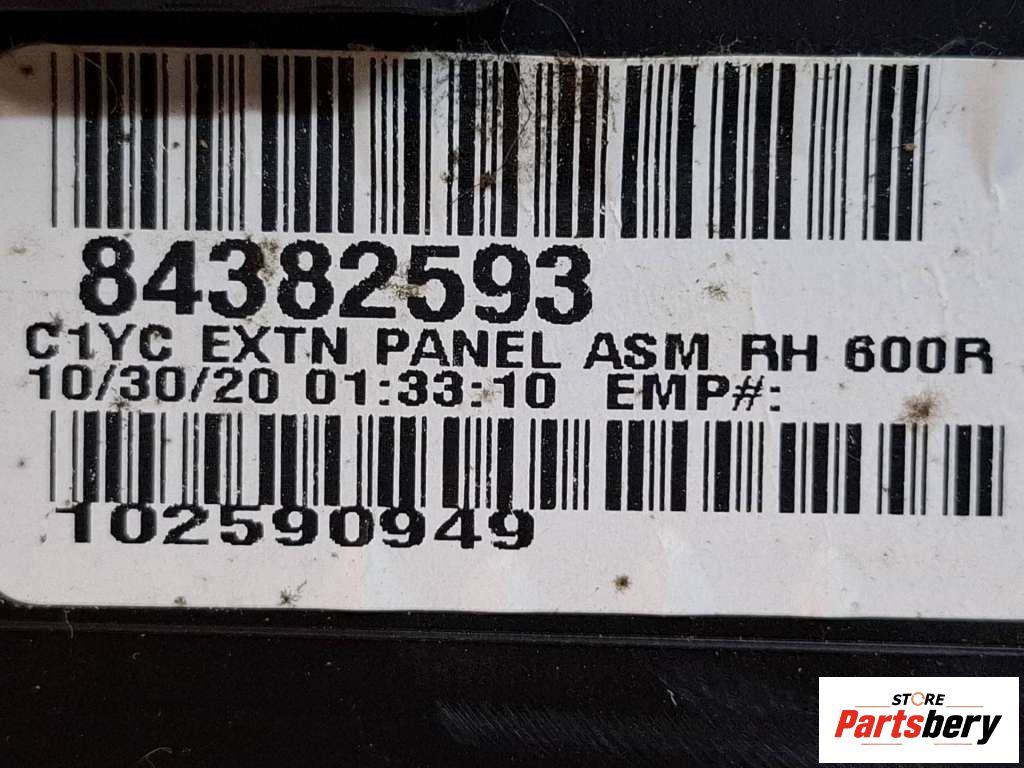 84382593
C1YC EXTN PANEL ASM RH 600R
10/30/20 01:33:10 EMP#:
102590949
STORE
Partsbery